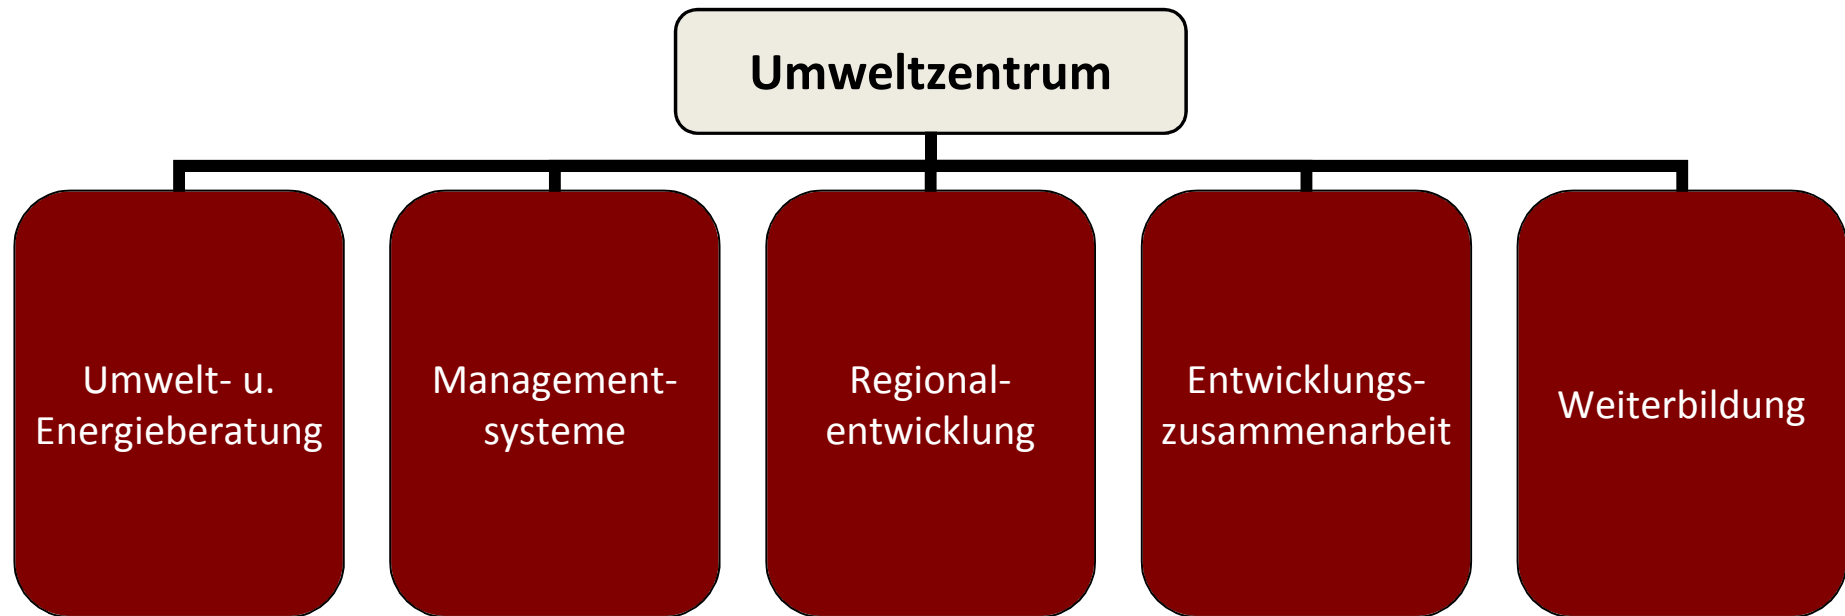 Umweltzentrum
Umwelt- u.
Energieberatung
Management-
systeme
Regional-
entwicklung
Entwicklungs-
zusammenarbeit
Weiterbildung